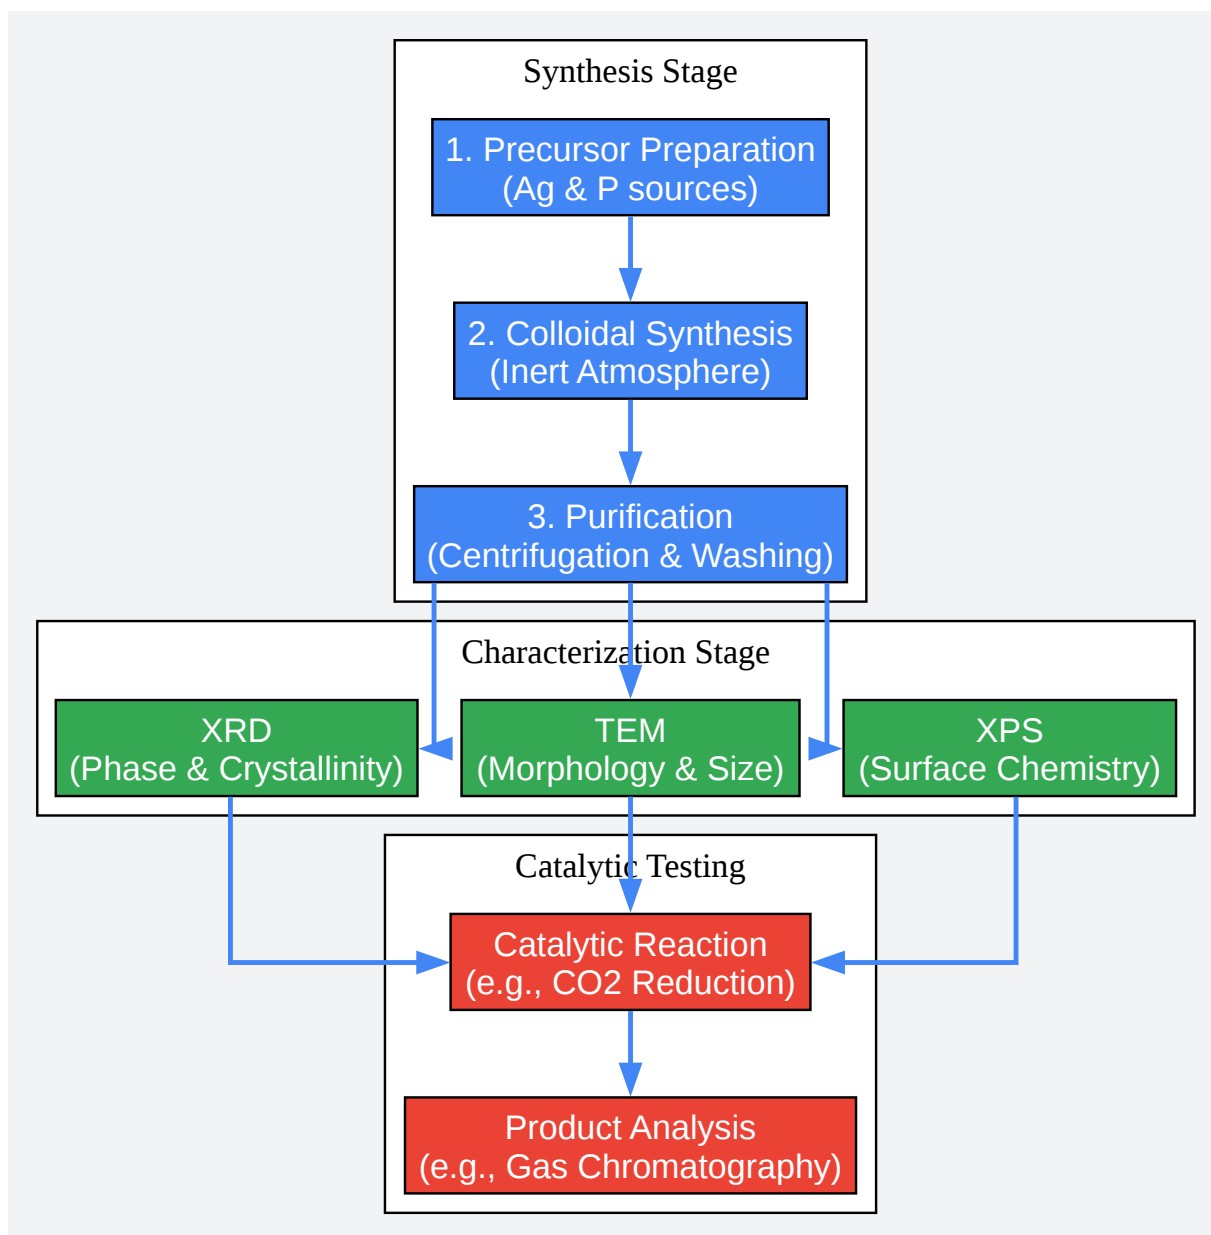 Synthesis Stage
1. Precursor Preparation
(Ag & P sources)
2. Colloidal Synthesis
(Inert Atmosphere)
3. Purification
(Centrifugation & Washing)
Characterization Stage
XRD
(Phase & Crystallinity)
TEM
(Morphology & Size)
XPS
(Surface Chemistry)
Catalytic Testing
Catalytic Reaction
(e.g., CO2 Reduction)
Product Analysis
(e.g., Gas Chromatography)